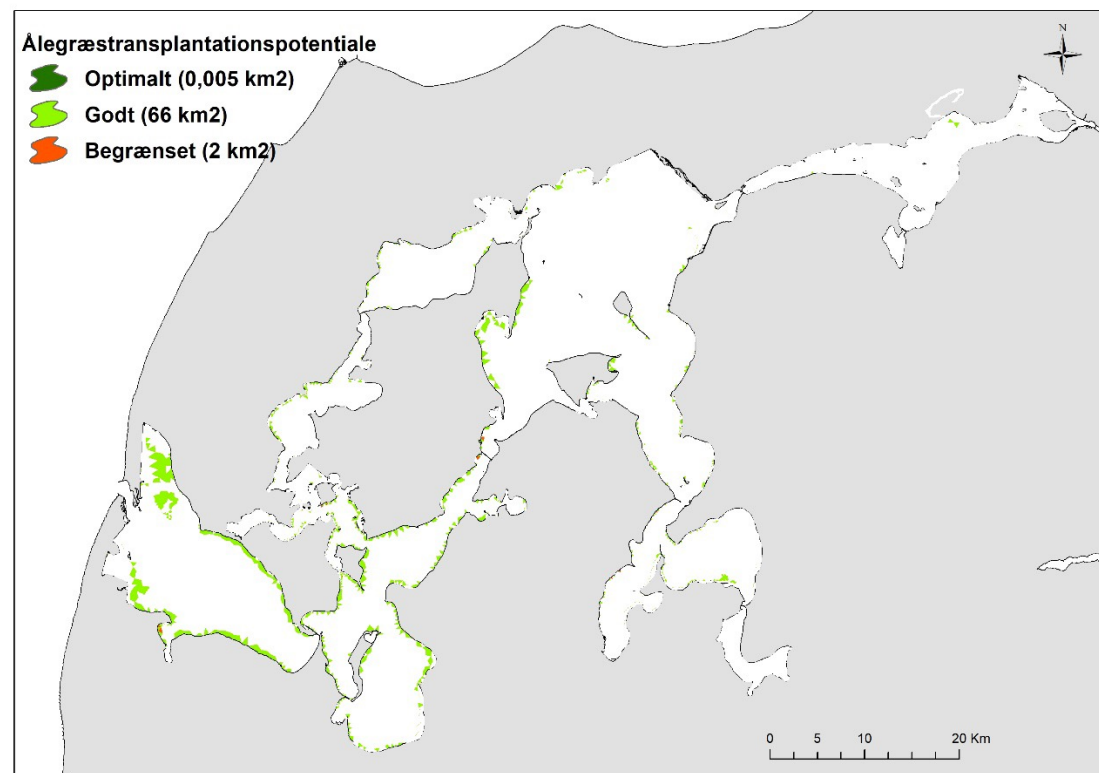 Ålegræstransplantationspotentiale
Optimalt (0,005 km2)
Godt (66 km2)
Begrænset (2 km2)
N
0 5 10 20 Km